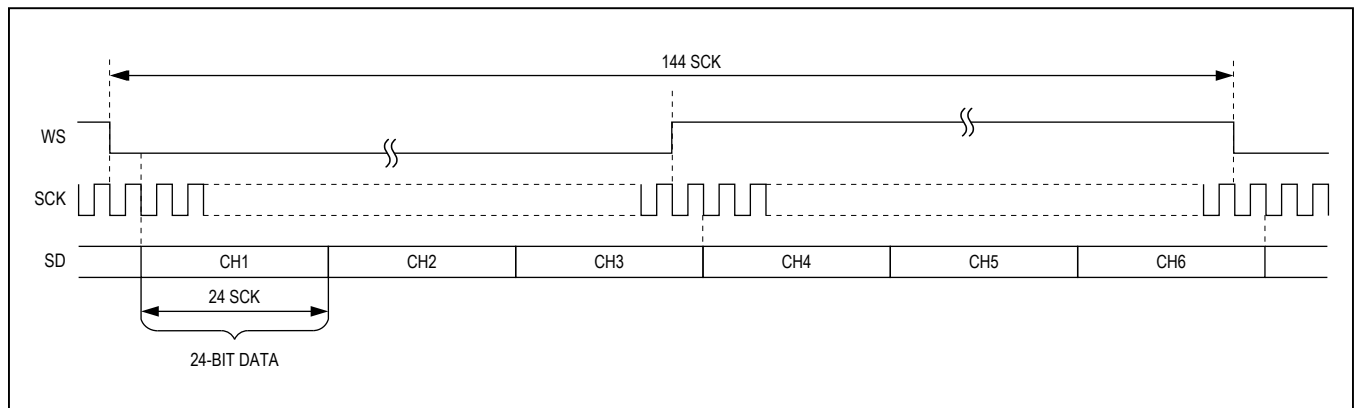 144 SCK
WS
SCK
SD CH1 CH2 CH3 CH4 CH5 CH6
24 SCK
24-BIT DATA